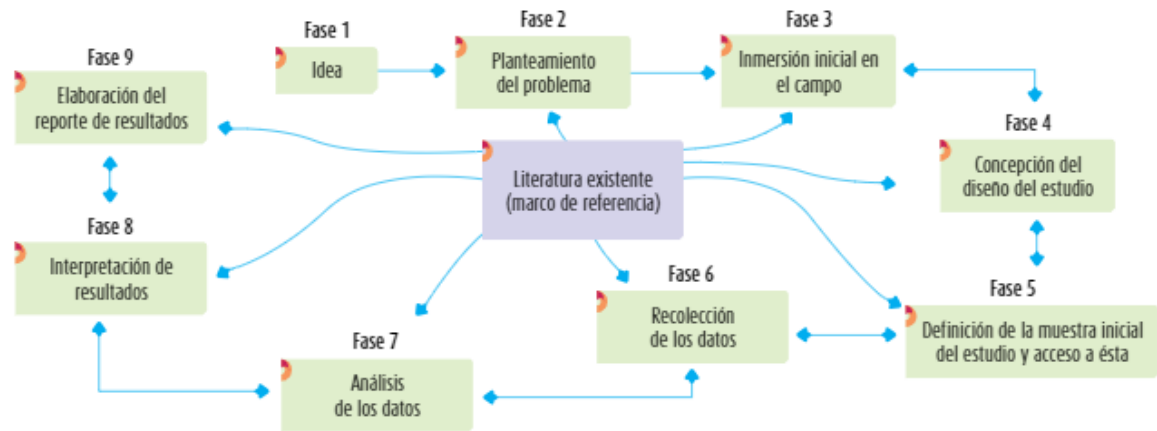 Fase 1
Idea
Fase 2
Planteamiento
del problema
Fase 3
Inmersión inicial en
el campo
Fase 4
Concepción del
diseño del estudio
Fase 5
Definición de la muestra inicial
del estudio y acceso a ésta
Fase 6
Recolección
de los datos
Fase 7
Análisis
de los datos
Fase 8
Interpretación de
resultados
Fase 9
Elaboración del
reporte de resultados
Literatura existente
(marco de referencia)